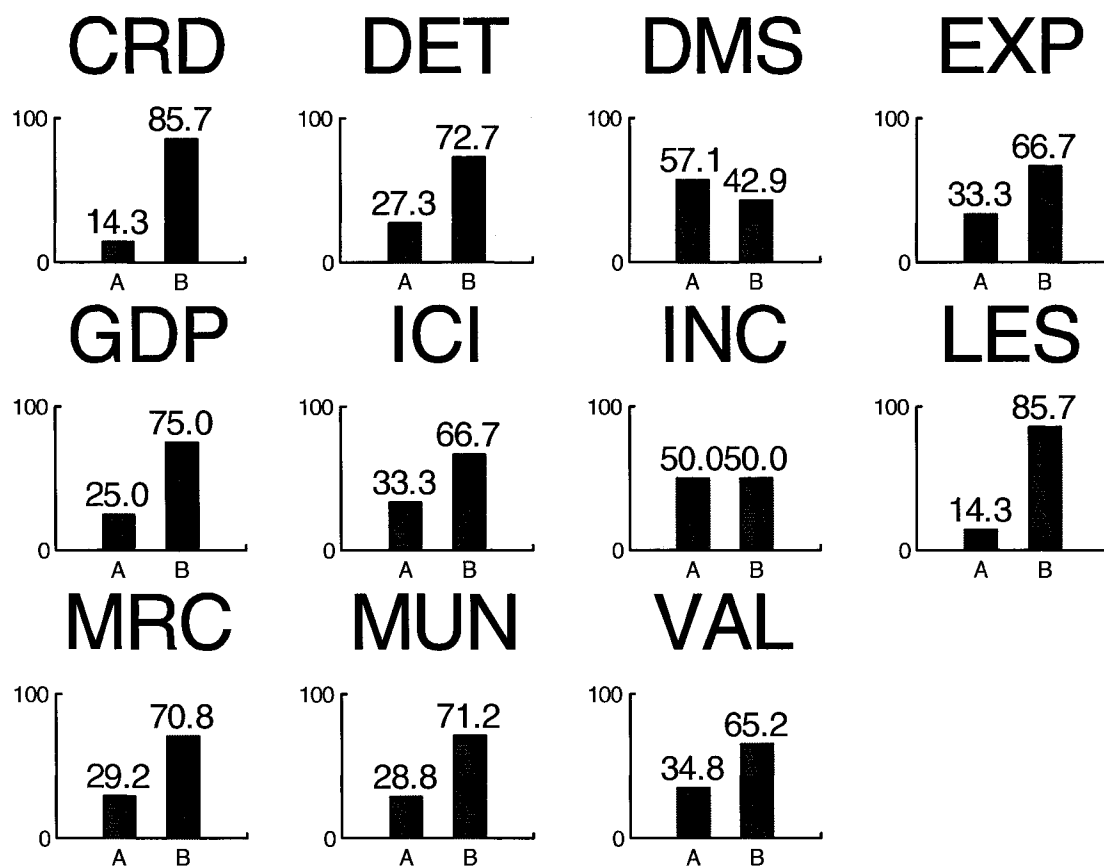 CRD DET DMS EXP
100 85.7 14.3 0 A B
100 72.7 27.3 0 A B
100 57.1 42.9 0 A B
100 66.7 33.3 0 A B
GDP ICI INC LES
100 75.0 25.0 0 A B
100 66.7 33.3 0 A B
100 50.0 50.0 0 A B
100 85.7 14.3 0 A B
MRC MUN VAL
100 70.8 29.2 0 A B
100 71.2 28.8 0 A B
100 65.2 34.8 0 A B